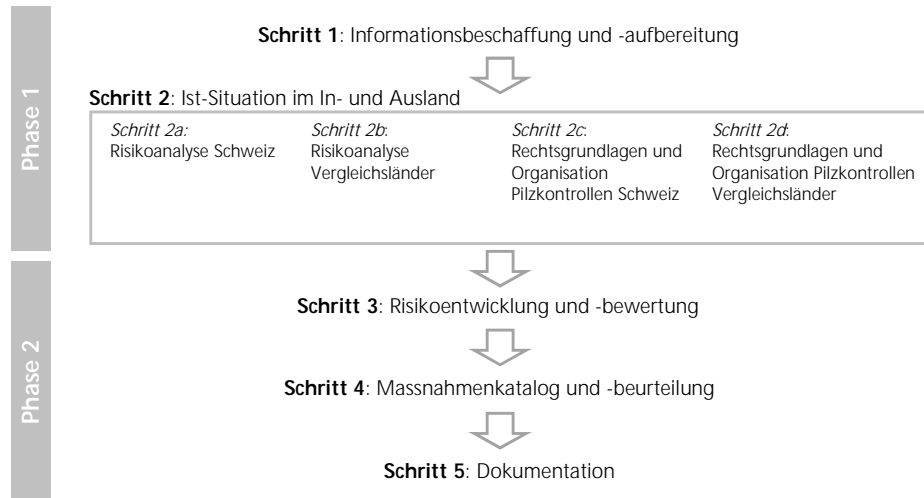 Phase 1
Schritt 1: Informationsbeschaffung und -aufbereitung
Schritt 2: Ist-Situation im In- und Ausland
Schritt 2a:
Risikoanalyse Schweiz
Schritt 2b:
Risikoanalyse
Vergleichsländer
Schritt 2c:
Rechtsgrundlagen und
Organisation
Pilzkontrollen Schweiz
Schritt 2d:
Rechtsgrundlagen und
Organisation Pilzkontrollen
Vergleichsländer
Phase 2
Schritt 3: Risikoentwicklung und -bewertung
Schritt 4: Massnahmenkatalog und -beurteilung
Schritt 5: Dokumentation